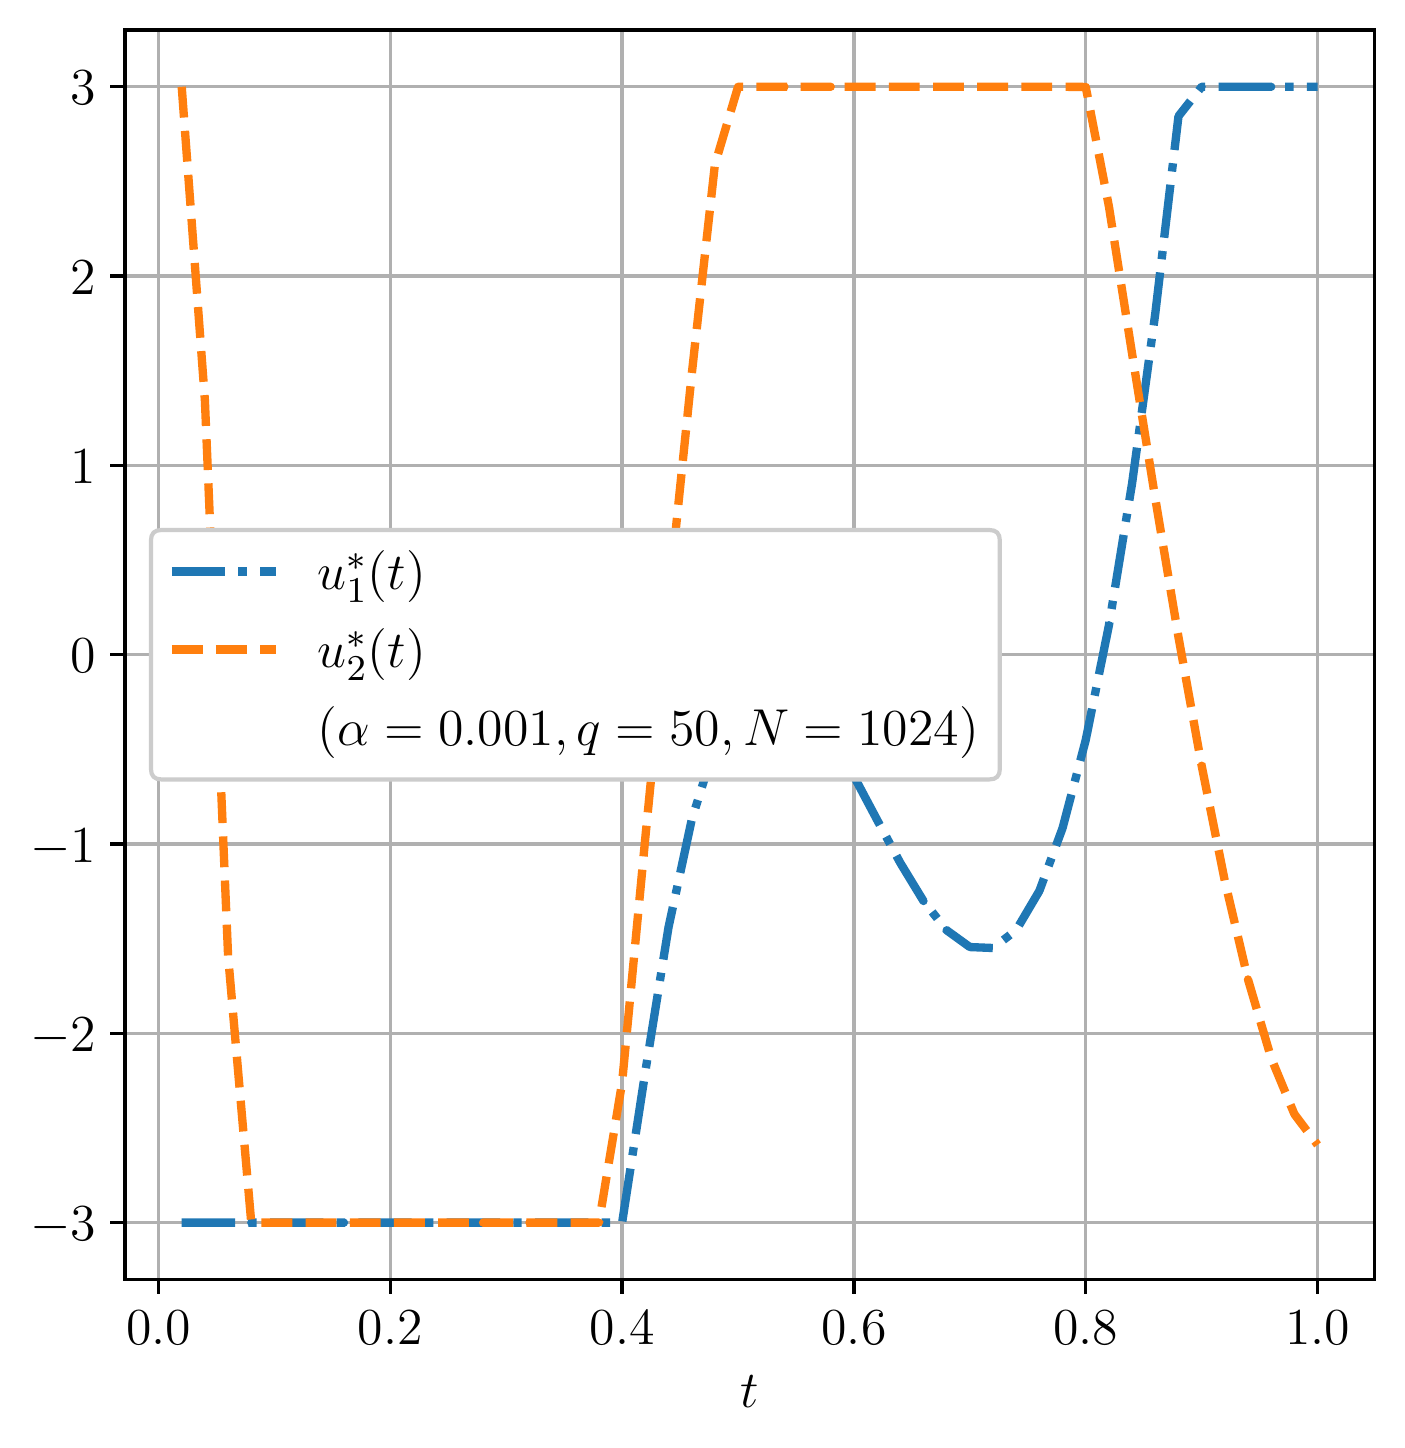 3
2
1
0
−1
−2
−3
u₁*(t)
u₂*(t)
(α = 0.001, q = 50, N = 1024)
0.0 0.2 0.4 0.6 0.8 1.0
t